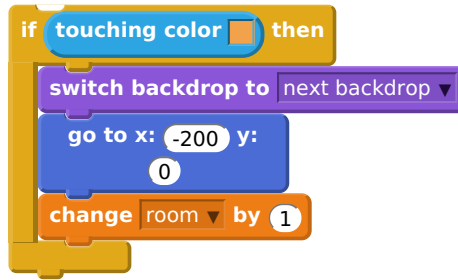 if touching color then
switch backdrop to next backdrop ▼
go to x: -200 y:
0
change room ▼ by 1